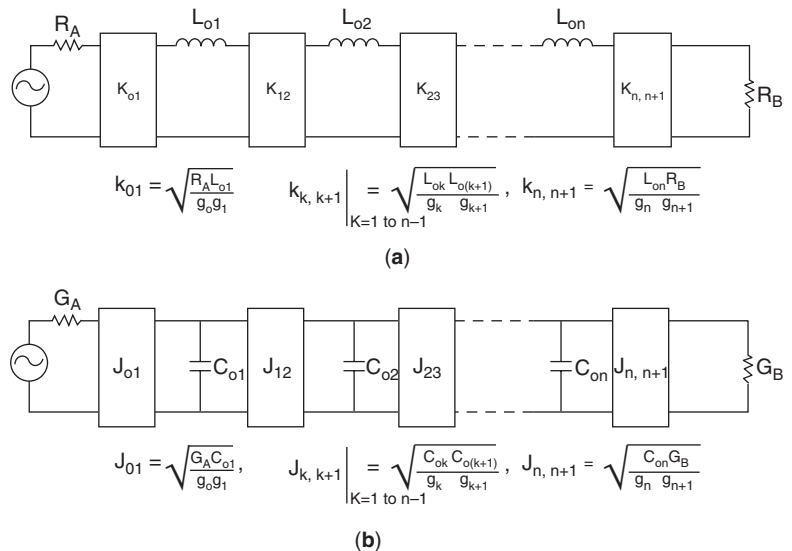 R_A L_o1 L_o2 L_on
K_o1 K_12 K_23 K_n, n+1 R_B
k_01 = √(R_A L_o1 / g_o g_1) k_k, k+1 |_K=1 to n–1 = √(L_ok L_o(k+1) / g_k g_k+1) , k_n, n+1 = √(L_on R_B / g_n g_n+1)
(a)
G_A
J_o1 C_o1 J_12 C_o2 J_23 C_on J_n, n+1 G_B
J_01 = √(G_A C_o1 / g_o g_1) , J_k, k+1 |_K=1 to n–1 = √(C_ok C_o(k+1) / g_k g_k+1) , J_n, n+1 = √(C_on G_B / g_n g_n+1)
(b)